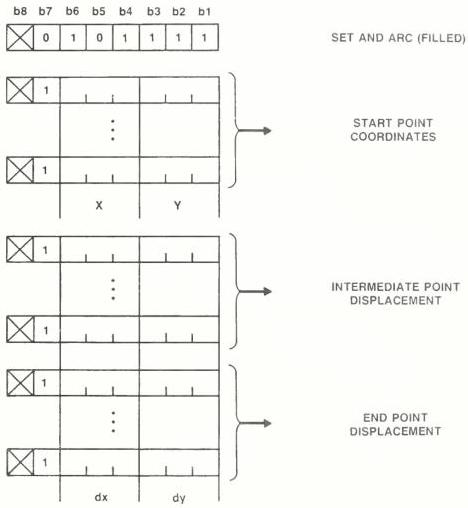 b8 b7 b6 b5 b4 b3 b2 b1
0 1 0 1 1 1 1
SET AND ARC (FILLED)
1
START POINT
COORDINATES
1
X Y
1
INTERMEDIATE POINT
DISPLACEMENT
1
1
END POINT
DISPLACEMENT
1
dx dy